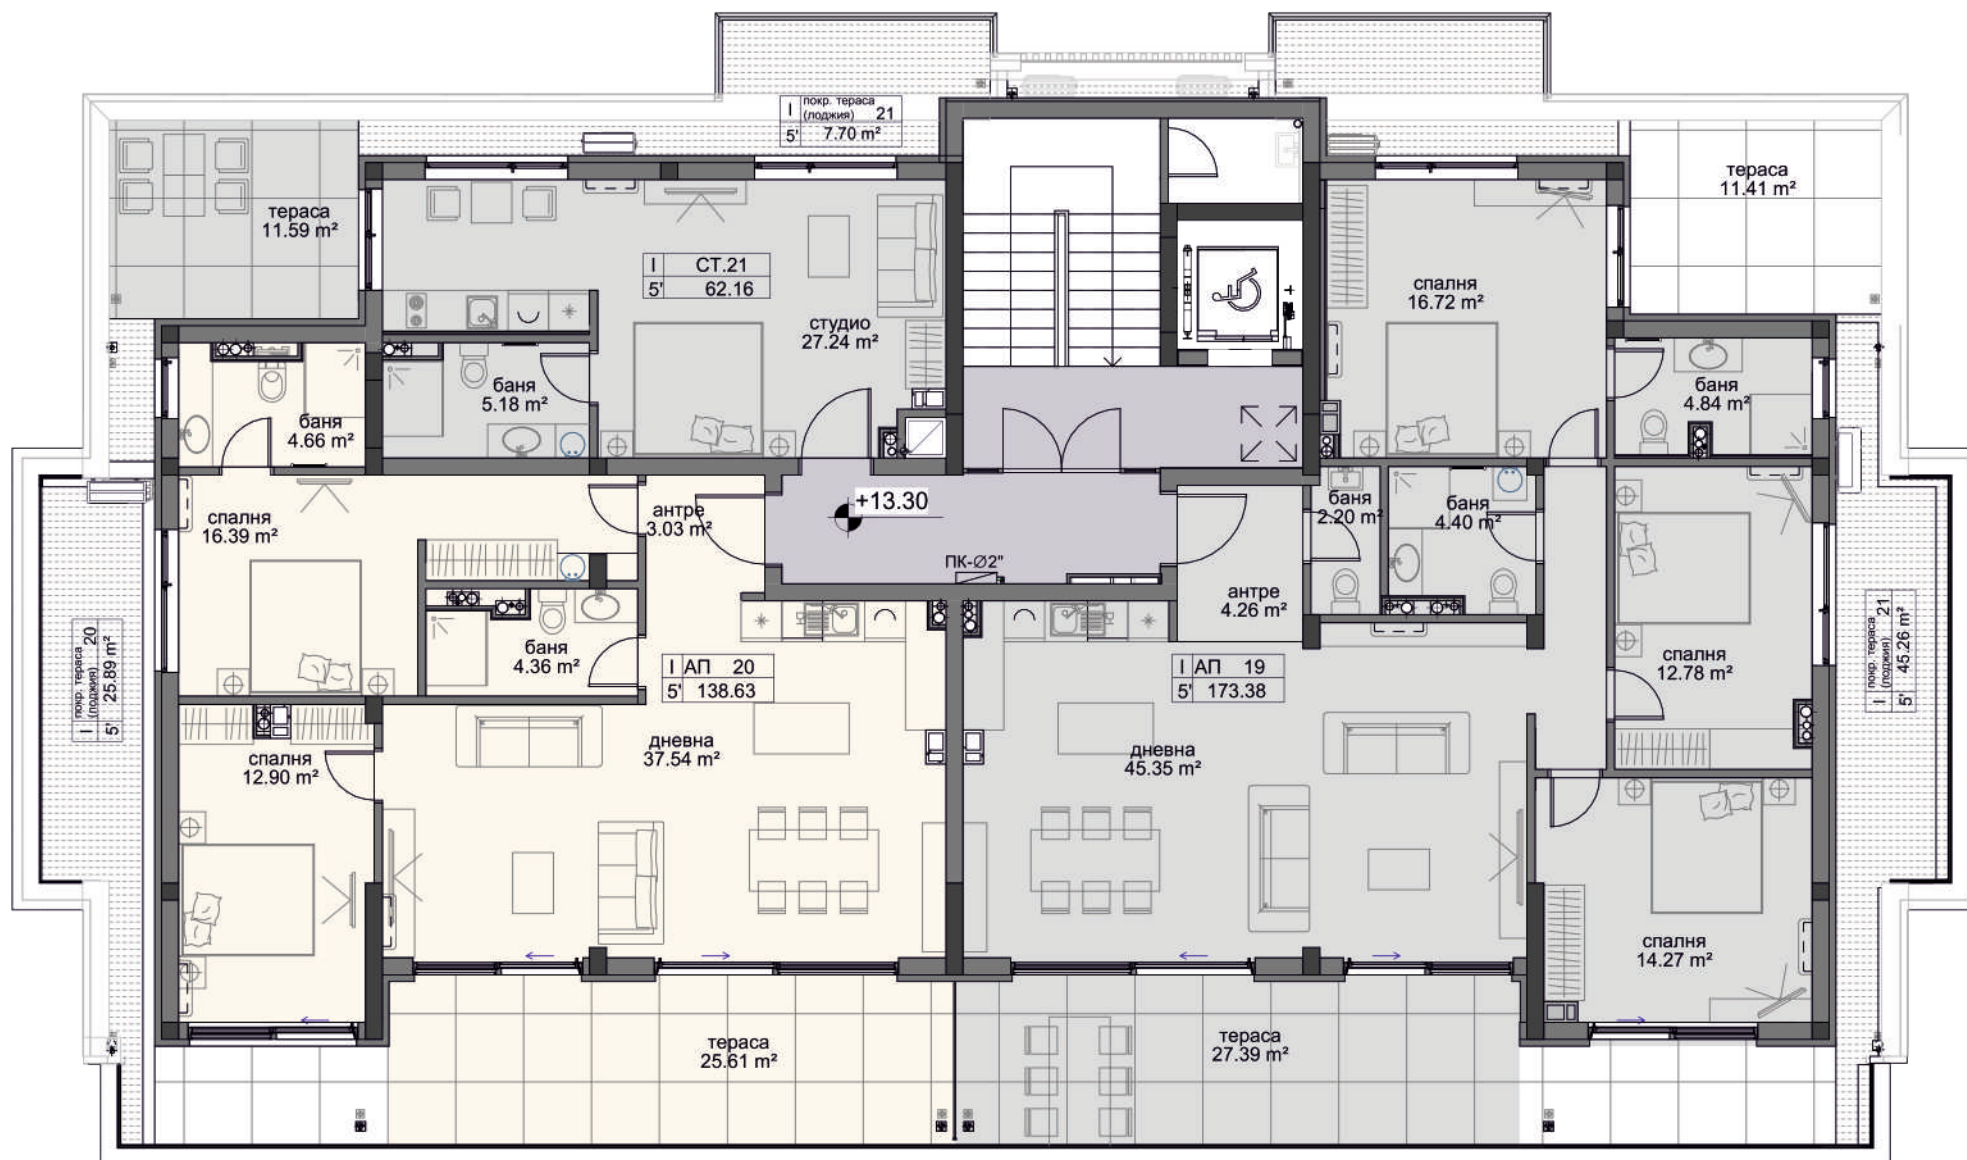 I покр. тераса
(лоджия) 21
5' 7.70 m²
тераса
11.59 m²
тераса
11.41 m²
I СТ.21
5' 62.16
студио
27.24 m²
спалня
16.72 m²
баня
5.18 m²
баня
4.66 m²
баня
4.84 m²
спалня
16.39 m²
антре
3.03 m²
+13.30
ПК-Ø2"
баня
2.20 m²
баня
4.40 m²
антре
4.26 m²
баня
4.36 m²
I АП 20
5' 138.63
I АП 19
5' 173.38
спалня
12.78 m²
I покр. тераса
(лоджия) 20
5' 25.89 m²
I покр. тераса
(лоджия) 21
5' 45.26 m²
спалня
12.90 m²
дневна
37.54 m²
дневна
45.35 m²
спалня
14.27 m²
тераса
25.61 m²
тераса
27.39 m²